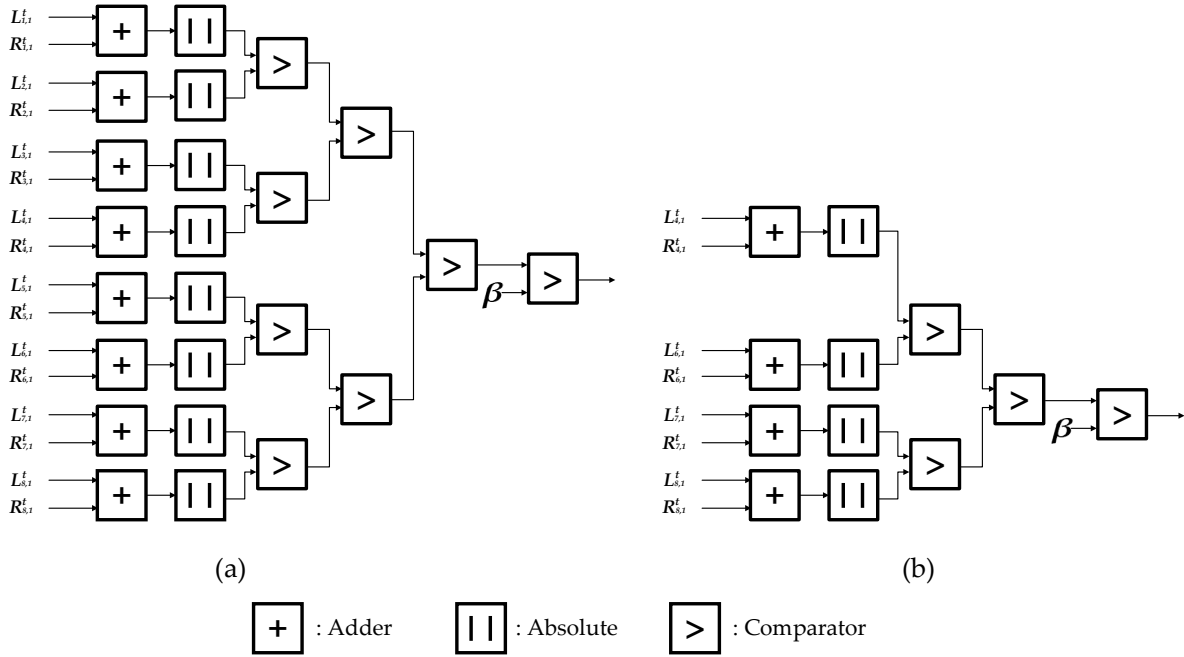 L^t_{1,1}
R^t_{1,1}
L^t_{2,1}
R^t_{2,1}
L^t_{3,1}
R^t_{3,1}
L^t_{4,1}
R^t_{4,1}
L^t_{5,1}
R^t_{5,1}
L^t_{6,1}
R^t_{6,1}
L^t_{7,1}
R^t_{7,1}
L^t_{8,1}
R^t_{8,1}
+ | | >
+ | |
+ | | >
+ | |
+ | | >
+ | |
+ | | >
+ | |
> >
> >
β
(a)
L^t_{4,1}
R^t_{4,1}
L^t_{6,1}
R^t_{6,1}
L^t_{7,1}
R^t_{7,1}
L^t_{8,1}
R^t_{8,1}
+ | |
+ | | >
+ | | >
+ | |
> >
β
(b)
+ : Adder
| | : Absolute
> : Comparator